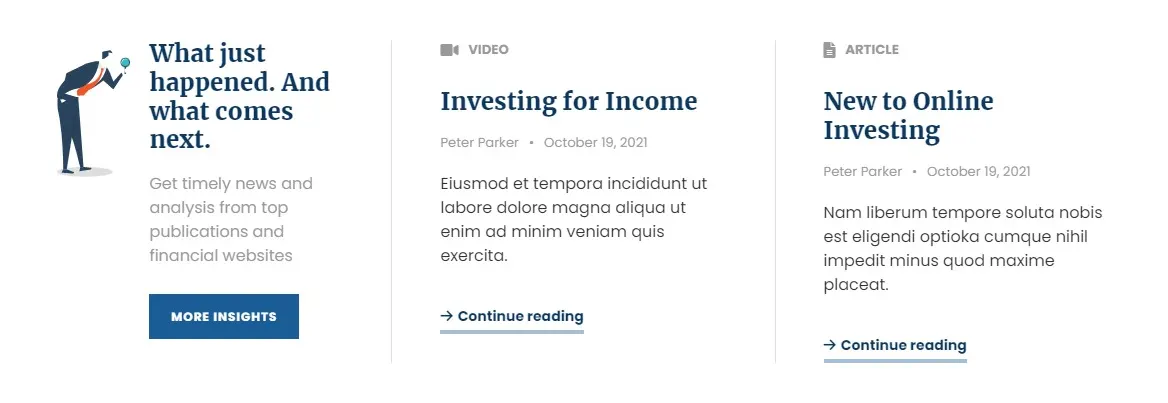 What just
happened. And
what comes
next.
Get timely news and
analysis from top
publications and
financial websites
MORE INSIGHTS
VIDEO
Investing for Income
Peter Parker • October 19, 2021
Eiusmod et tempora incididunt ut
labore dolore magna aliqua ut
enim ad minim veniam quis
exercita.
→ Continue reading
ARTICLE
New to Online
Investing
Peter Parker • October 19, 2021
Nam liberum tempore soluta nobis
est eligendi optioka cumque nihil
impedit minus quod maxime
placeat.
→ Continue reading